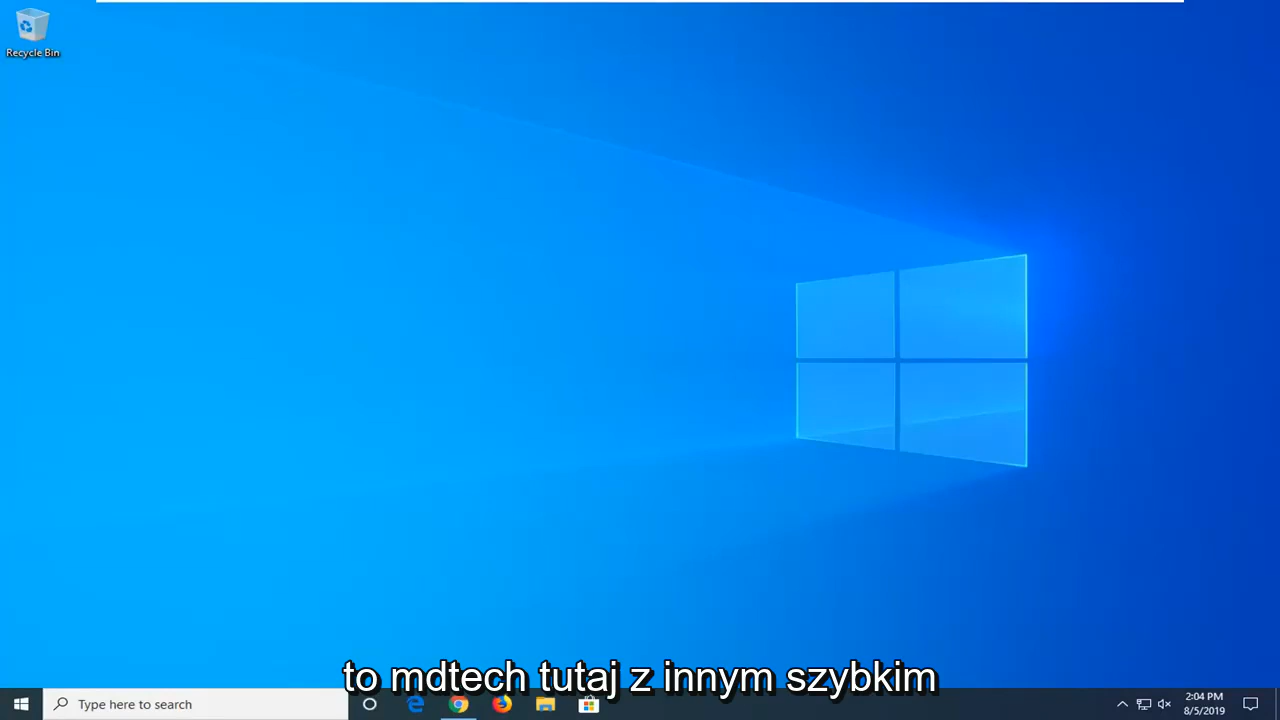 Recycle Bin
to mdtech tutaj z innym szybkim
Type here to search
2:04 PM
8/5/2019